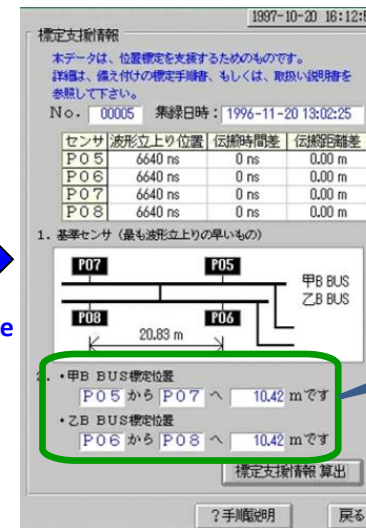 1997-10-20 16:12:5
標定支援情報
本データは、位置標定を支援するためのものです。
詳細は、備え付けの標定手順書、もしくは、取扱い説明書を
参照して下さい。
No. 00005 集録日時: 1996-11-20 13:02:25
センサ 波形立上り位置 伝搬時間差 伝搬距離差
P05 6640 ns 0 ns 0.00 m
P06 6640 ns 0 ns 0.00 m
P07 6640 ns 0 ns 0.00 m
P08 6640 ns 0 ns 0.00 m
1. 基準センサ (最も波形立上りの早いもの)
P07 P05
甲B BUS
乙B BUS
P08 P06
20.83 m
・甲B BUS標定位置
P05 から P07 へ 10.42 mです
・乙B BUS標定位置
P06 から P08 へ 10.42 mです
標定支援情報 算出
?手順説明 戻る
e